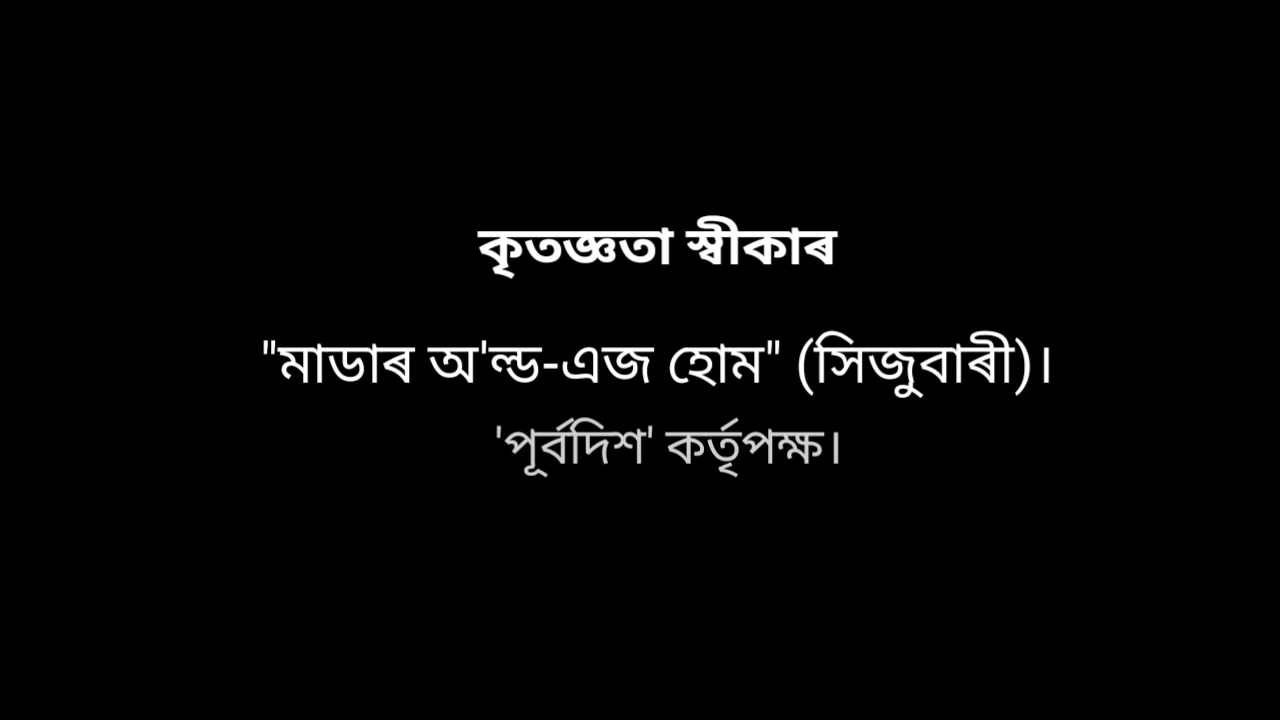 কৃতজ্ঞতা স্বীকাৰ
"মাডাৰ অ'ল্ড-এজ হোম" (সিজুবাৰী)।
'পূৰ্বদিশ' কৰ্তৃপক্ষ।